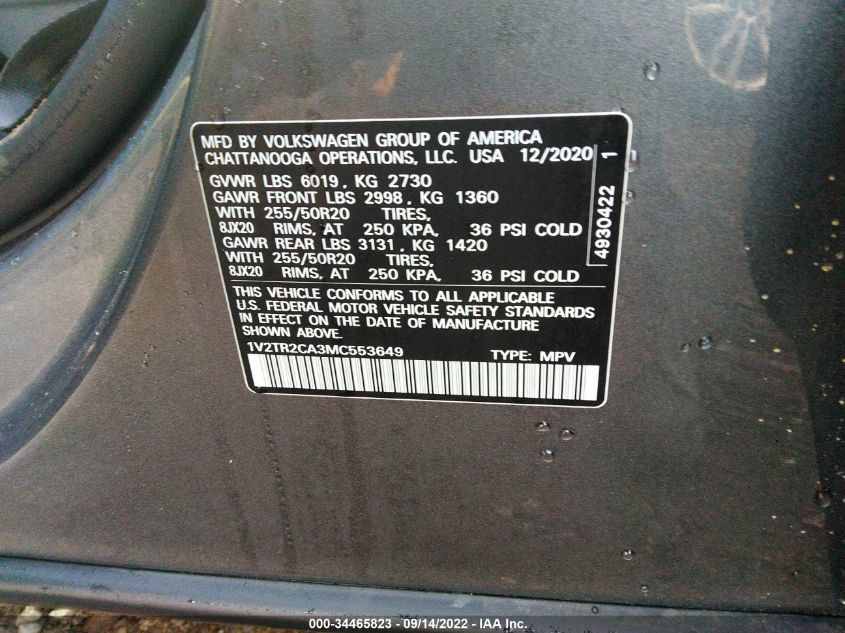 MFD BY VOLKSWAGEN GROUP OF AMERICA
CHATTANOOGA OPERATIONS, LLC. USA 12/2020
GVWR LBS 6019, KG 2730
GAWR FRONT LBS 2998, KG 1360
WITH 255/50R20 TIRES,
8JX20 RIMS, AT 250 KPA, 36 PSI COLD
GAWR REAR LBS 3131, KG 1420
WITH 255/50R20 TIRES,
8JX20 RIMS, AT 250 KPA, 36 PSI COLD
4930422 1
THIS VEHICLE CONFORMS TO ALL APPLICABLE
U.S. FEDERAL MOTOR VEHICLE SAFETY STANDARDS
IN EFFECT ON THE DATE OF MANUFACTURE
SHOWN ABOVE.
1V2TR2CA3MC553649 TYPE: MPV
000-34465823 - 09/14/2022 - IAA Inc.